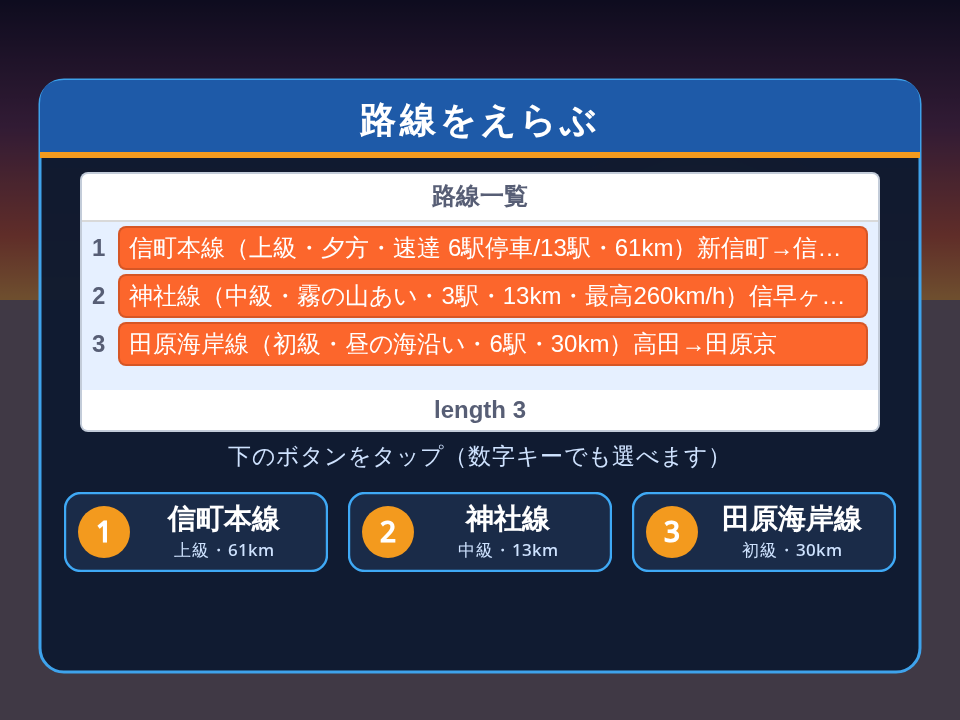 路線をえらぶ
路線一覧
1 信町本線（上級・夕方・速達 6駅停車/13駅・61km）新信町→信…
2 神社線（中級・霧の山あい・3駅・13km・最高260km/h）信早ヶ…
3 田原海岸線（初級・昼の海沿い・6駅・30km）高田→田原京
length 3
下のボタンをタップ（数字キーでも選べます）
1 信町本線
上級・61km
2 神社線
中級・13km
3 田原海岸線
初級・30km